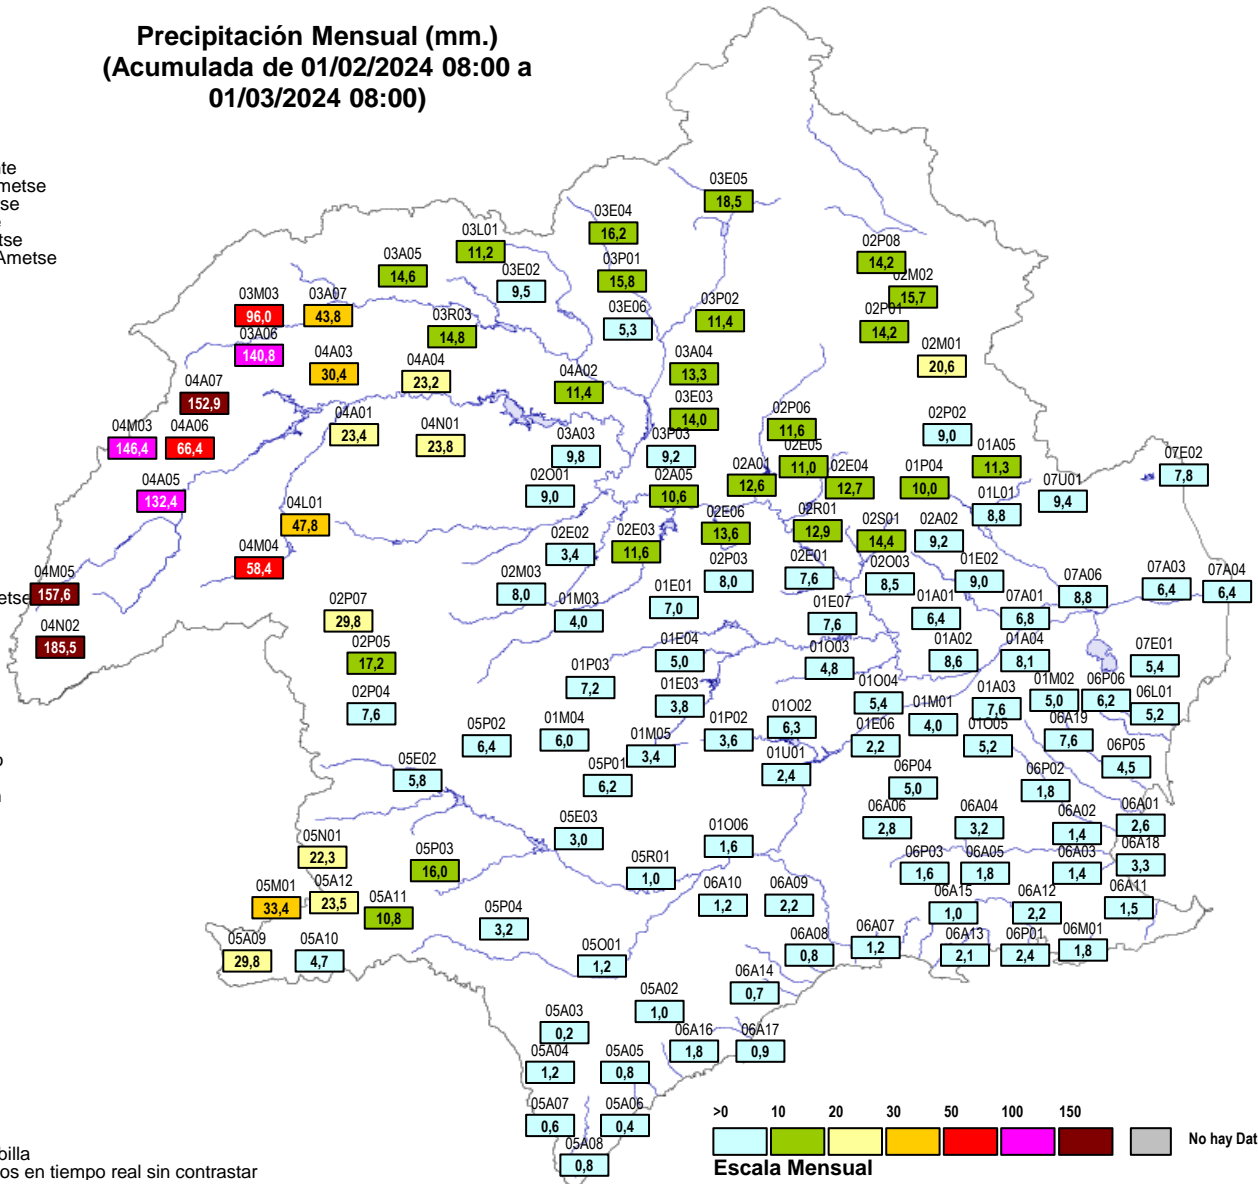 Precipitación Mensual (mm.)
(Acumulada de 01/02/2024 08:00 a
01/03/2024 08:00)
03E05
18,5
03E04
16,2
03L01
11,2
02P08
14,2
03A05
14,6
03P01
15,8
03E02
9,5
02M02
15,7
03M03
96,0
03A07
43,8
03P02
11,4
03E06
5,3
02P01
14,2
03R03
14,8
03A06
140,8
02M01
20,6
04A03
30,4
04A04
23,2
03A04
13,3
04A02
11,4
04A07
152,9
03E03
14,0
02P06
11,6
04A01
23,4
02P02
9,0
04M03
146,4
04A06
66,4
04N01
23,8
03A03
9,8
03P03
9,2
02E05
11,0
01A05
11,3
07E02
7,8
04A05
132,4
02O01
9,0
02A05
10,6
02A01
12,6
02E04
12,7
01P04
10,0
07U01
9,4
01L01
8,8
04L01
47,8
02E06
13,6
02R01
12,9
02S01
14,4
02A02
9,2
02E02
3,4
02E03
11,6
04M04
58,4
02P03
8,0
02E01
7,6
02O03
8,5
01E02
9,0
04M05
157,6
etse
02M03
8,0
07A06
8,8
07A03
6,4
07A04
6,4
02P07
29,8
01M03
4,0
01E01
7,0
01E07
7,6
01A01
6,4
07A01
6,8
04N02
185,5
02P05
17,2
01E04
5,0
01O03
4,8
01A02
8,6
01A04
8,1
07E01
5,4
01P03
7,2
02P04
7,6
01E03
3,8
01O04
5,4
01A03
7,6
01M02
5,0
06P06
6,2
06L01
5,2
05P02
6,4
01M04
6,0
01P02
3,6
01O02
6,3
01M01
4,0
01E06
2,2
01O05
5,2
06A19
7,6
01M05
3,4
05E02
5,8
05P01
6,2
01U01
2,4
06P04
5,0
06P02
1,8
06P05
4,5
05E03
3,0
01O06
1,6
06A06
2,8
06A04
3,2
06A02
1,4
06A01
2,6
05N01
22,3
05P03
16,0
05R01
1,0
06P03
1,6
06A05
1,8
06A03
1,4
06A18
3,3
05M01
33,4
05A12
23,5
05A11
10,8
06A10
1,2
06A09
2,2
06A15
1,0
06A12
2,2
06A11
1,5
05P04
3,2
05A09
29,8
05A10
4,7
05O01
1,2
06A08
0,8
06A07
1,2
06A13
2,1
06P01
2,4
06M01
1,8
06A14
0,7
05A02
1,0
05A03
0,2
06A16
1,8
06A17
0,9
05A04
1,2
05A05
0,8
05A07
0,6
05A06
0,4
05A08
0,8
>0 10 20 30 50 100 150
No hay Dat
Escala Mensual
billa
os en tiempo real sin contrastar